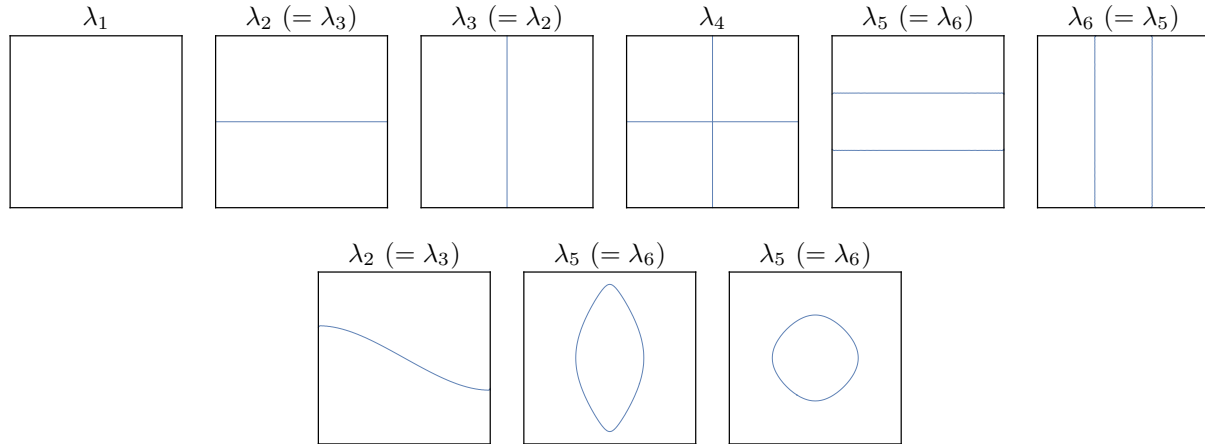 λ₁ λ₂ (= λ₃) λ₃ (= λ₂) λ₄ λ₅ (= λ₆) λ₆ (= λ₅)
λ₂ (= λ₃) λ₅ (= λ₆) λ₅ (= λ₆)